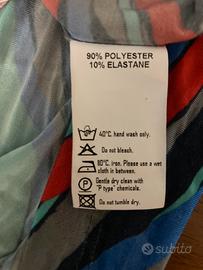 90% POLYESTER
10% ELASTANE
40℃. hand wash only.
Do not bleach.
80℃. iron. Please use a wet
cloth in between.
Gently dry clean with
"P type" chemicals.
Do not tumble dry.
subito